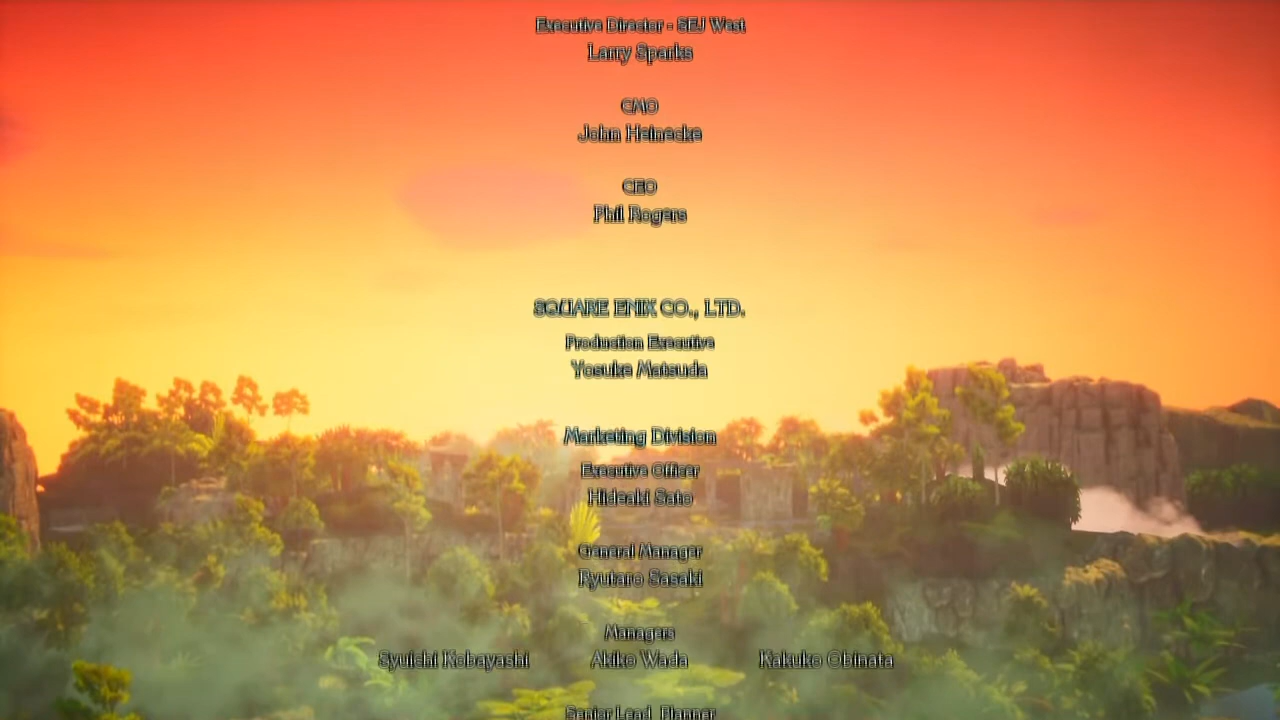 Executive Director - SEJ West
Larry Sparks
CMO
John Heinecke
CEO
Phil Rogers
SQUARE ENIX CO., LTD.
Production Executive
Yosuke Matsuda
Marketing Division
Executive Officer
Hideaki Sato
General Manager
Ryutaro Sasaki
Managers
Syuichi Kobayashi Akiko Wada Kakuko Obinata
Senior Lead Planner